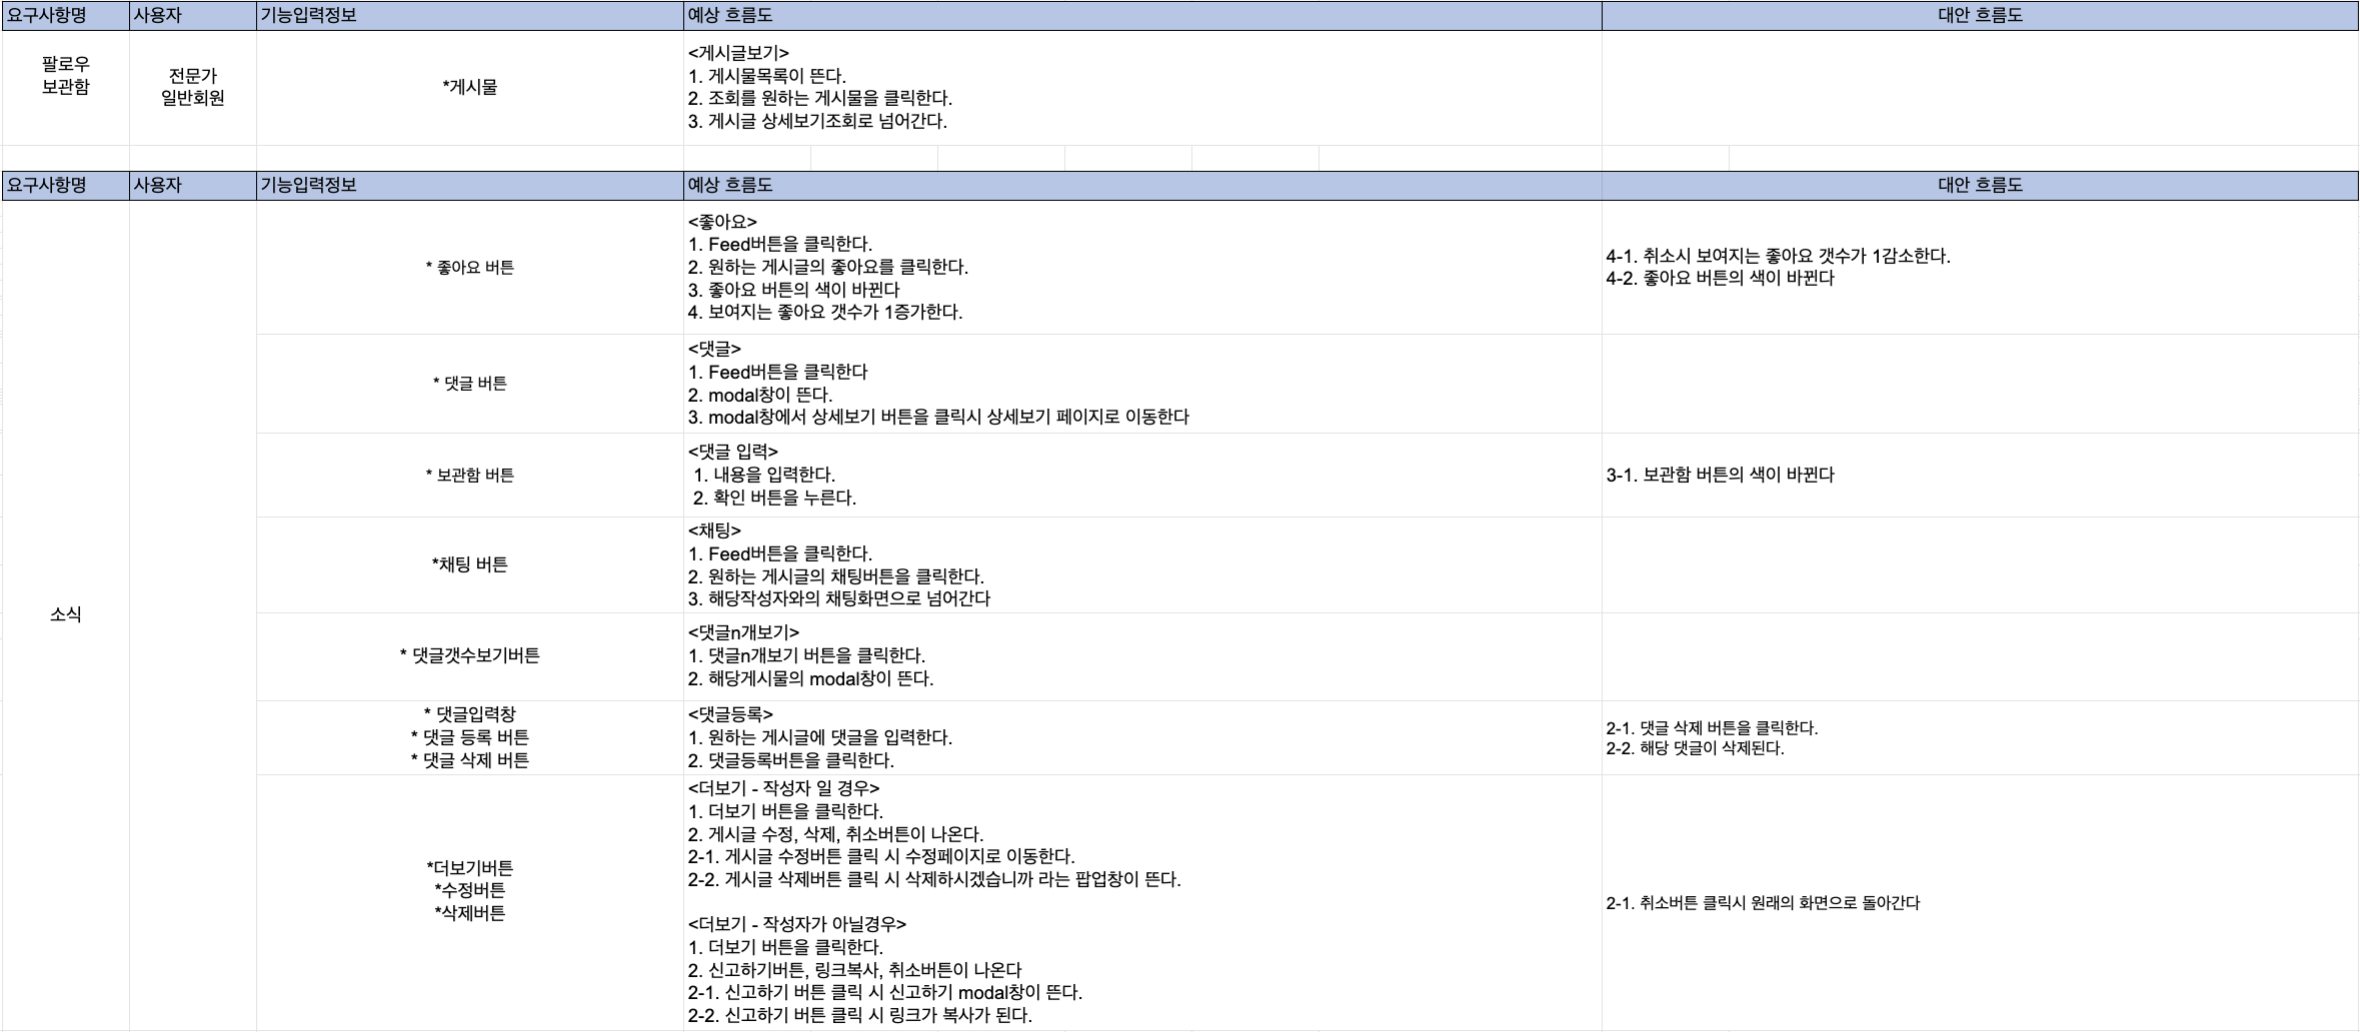 요구사항명 사용자 기능입력정보 예상 흐름도 대안 흐름도
팔로우
보관함
전문가
일반회원
*게시물
<게시글보기>
1. 게시물목록이 뜬다.
2. 조회를 원하는 게시물을 클릭한다.
3. 게시글 상세보기조회로 넘어간다.
요구사항명 사용자 기능입력정보 예상 흐름도 대안 흐름도
소식
* 좋아요 버튼
<좋아요>
1. Feed버튼을 클릭한다.
2. 원하는 게시글의 좋아요를 클릭한다.
3. 좋아요 버튼의 색이 바뀐다
4. 보여지는 좋아요 갯수가 1증가한다.
4-1. 취소시 보여지는 좋아요 갯수가 1감소한다.
4-2. 좋아요 버튼의 색이 바뀐다
* 댓글 버튼
<댓글>
1. Feed버튼을 클릭한다
2. modal창이 뜬다.
3. modal창에서 상세보기 버튼을 클릭시 상세보기 페이지로 이동한다
* 보관함 버튼
<댓글 입력>
1. 내용을 입력한다.
2. 확인 버튼을 누른다.
3-1. 보관함 버튼의 색이 바뀐다
*채팅 버튼
<채팅>
1. Feed버튼을 클릭한다.
2. 원하는 게시글의 채팅버튼을 클릭한다.
3. 해당작성자와의 채팅화면으로 넘어간다
* 댓글갯수보기버튼
<댓글n개보기>
1. 댓글n개보기 버튼을 클릭한다.
2. 해당게시물의 modal창이 뜬다.
* 댓글입력창
* 댓글 등록 버튼
* 댓글 삭제 버튼
<댓글등록>
1. 원하는 게시글에 댓글을 입력한다.
2. 댓글등록버튼을 클릭한다.
2-1. 댓글 삭제 버튼을 클릭한다.
2-2. 해당 댓글이 삭제된다.
*더보기버튼
*수정버튼
*삭제버튼
<더보기 - 작성자 일 경우>
1. 더보기 버튼을 클릭한다.
2. 게시글 수정, 삭제, 취소버튼이 나온다.
2-1. 게시글 수정버튼 클릭 시 수정페이지로 이동한다.
2-2. 게시글 삭제버튼 클릭 시 삭제하시겠습니까 라는 팝업창이 뜬다.
<더보기 - 작성자가 아닐경우>
1. 더보기 버튼을 클릭한다.
2. 신고하기버튼, 링크복사, 취소버튼이 나온다
2-1. 신고하기 버튼 클릭 시 신고하기 modal창이 뜬다.
2-2. 신고하기 버튼 클릭 시 링크가 복사가 된다.
2-1. 취소버튼 클릭시 원래의 화면으로 돌아간다